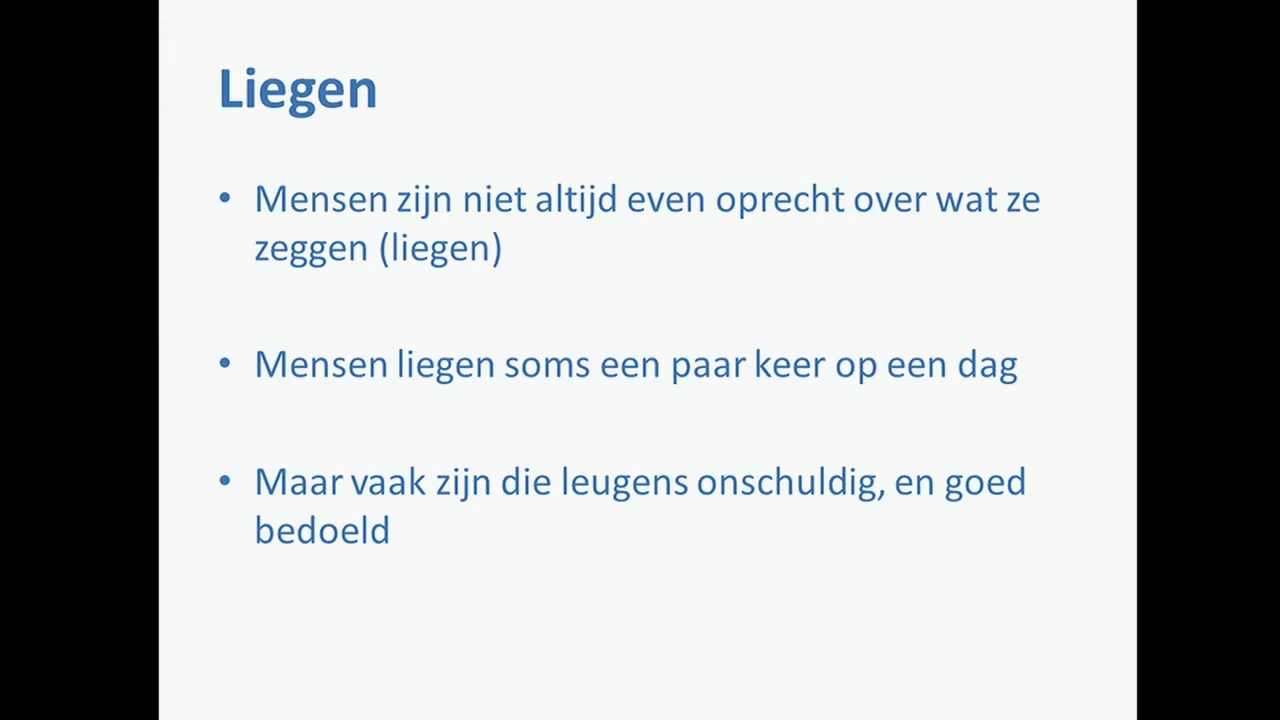 Liegen
• Mensen zijn niet altijd even oprecht over wat ze
zeggen (liegen)
• Mensen liegen soms een paar keer op een dag
• Maar vaak zijn die leugens onschuldig, en goed
bedoeld